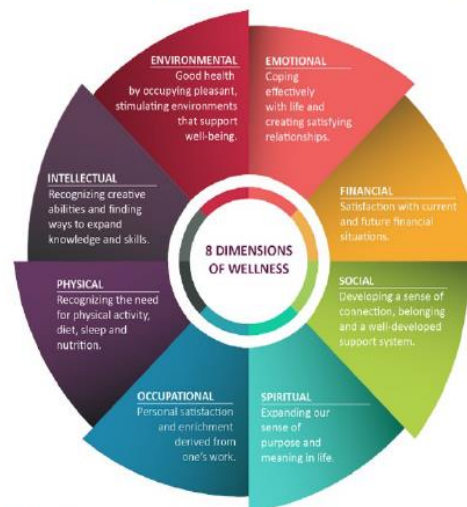 ENVIRONMENTAL
Good health
by occupying pleasant,
stimulating environments
that support
well-being.
EMOTIONAL
Coping
effectively
with life and
creating satisfying
relationships.
FINANCIAL
Satisfaction with current
and future financial
situations.
SOCIAL
Developing a sense of
connection, belonging
and a well-developed
support system.
SPIRITUAL
Expanding our
sense of
purpose and
meaning in life.
OCCUPATIONAL
Personal satisfaction
and enrichment
derived from
one's work.
PHYSICAL
Recognizing the need
for physical activity,
diet, sleep and
nutrition.
INTELLECTUAL
Recognizing creative
abilities and finding
ways to expand
knowledge and skills.
8 DIMENSIONS
OF WELLNESS